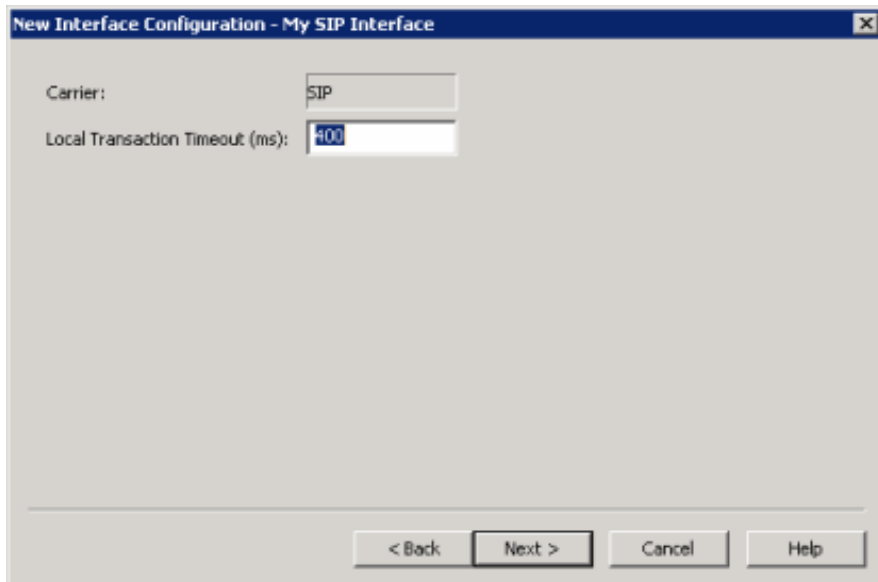 New Interface Configuration - My SIP Interface
Carrier: SIP
Local Transaction Timeout (ms): 400
< Back Next > Cancel Help